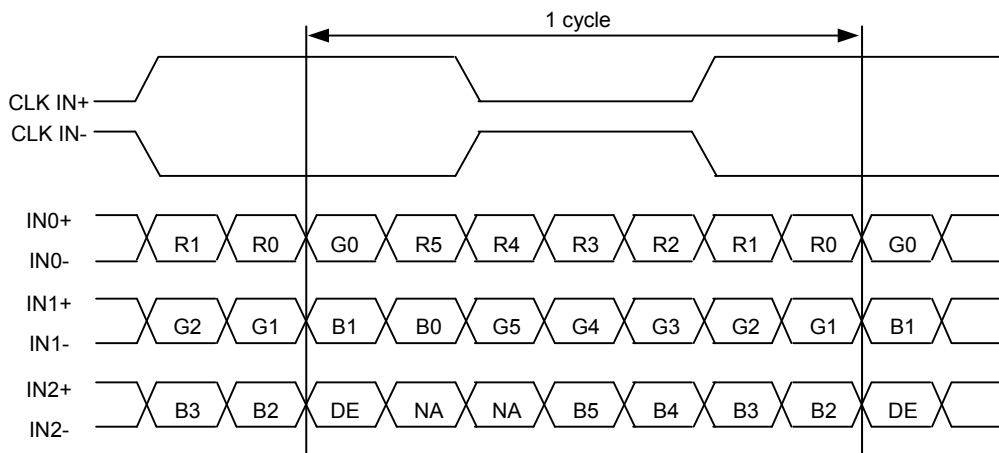 1 cycle
CLK IN+
CLK IN-
IN0+
R1 R0 G0 R5 R4 R3 R2 R1 R0 G0
IN0-
IN1+
G2 G1 B1 B0 G5 G4 G3 G2 G1 B1
IN1-
IN2+
B3 B2 DE NA NA B5 B4 B3 B2 DE
IN2-